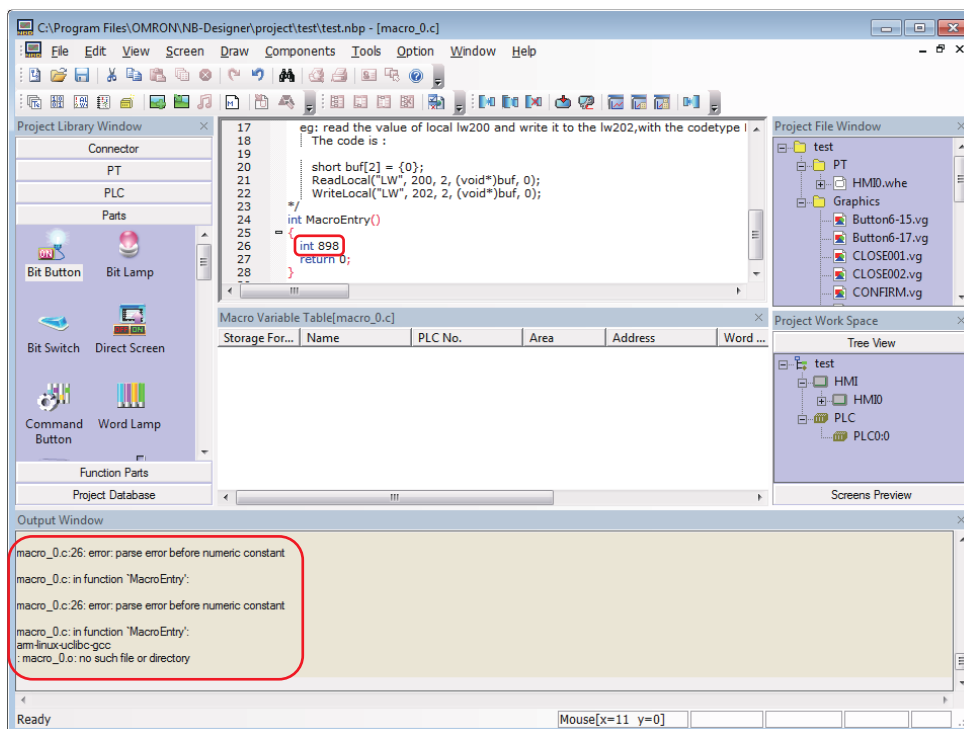 C:\Program Files\OMRON\NB-Designer\project\test\test.nbp - [macro_0.c]
File Edit View Screen Draw Components Tools Option Window Help
Project Library Window
Connector
PT
PLC
Parts
Bit Button Bit Lamp
Bit Switch Direct Screen
Command Button Word Lamp
Function Parts
Project Database
17 eg: read the value of local lw200 and write it to the lw202,with the codetype
18 The code is :
19
20 short buf[2] = {0};
21 ReadLocal("LW", 200, 2, (void*)buf, 0);
22 WriteLocal("LW", 202, 2, (void*)buf, 0);
23 */
24 int MacroEntry()
25 {
26 int 898
27 return 0;
28 }
Macro Variable Table[macro_0.c]
Storage For... Name PLC No. Area Address Word ...
Project File Window
test
PT
HMI0.whe
Graphics
Button6-15.vg
Button6-17.vg
CLOSE001.vg
CLOSE002.vg
CONFIRM.vg
Project Work Space
Tree View
test
HMI
HMI0
PLC
PLC0:0
Screens Preview
Output Window
macro_0.c:26: error: parse error before numeric constant
macro_0.c: in function `MacroEntry':
macro_0.c:26: error: parse error before numeric constant
macro_0.c: in function `MacroEntry':
arm-linux-uclibc-gcc
: macro_0.o: no such file or directory
Ready Mouse[x=11 y=0]